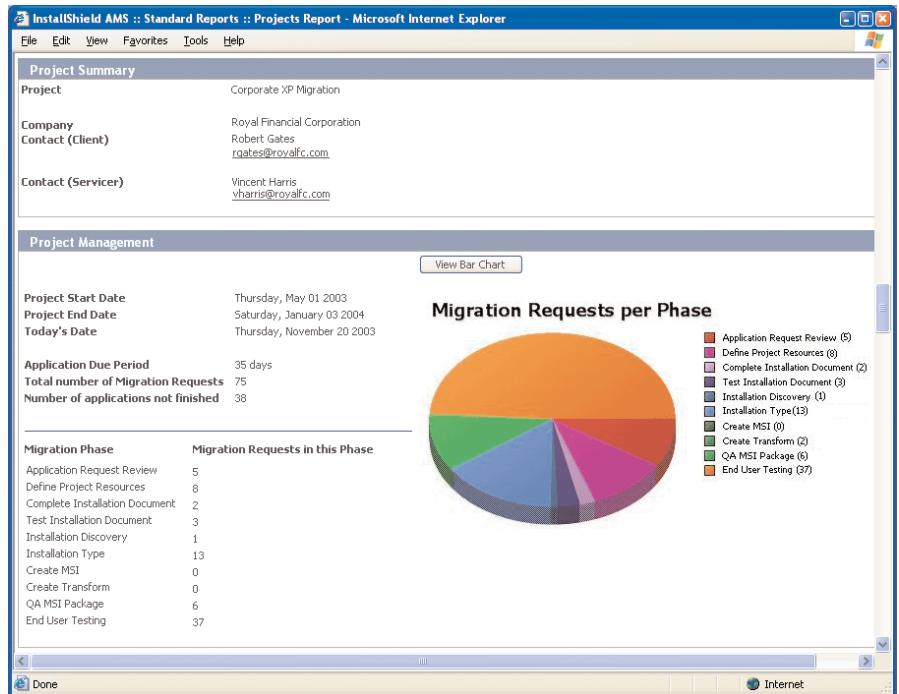 InstallShield AMS :: Standard Reports :: Projects Report - Microsoft Internet Explorer
File Edit View Favorites Tools Help
Project Summary
Project Corporate XP Migration
Company Royal Financial Corporation
Contact (Client) Robert Gates
rgates@royalfc.com
Contact (Servicer) Vincent Harris
vharris@royalfc.com
Project Management
View Bar Chart
Project Start Date Thursday, May 01 2003
Project End Date Saturday, January 03 2004
Today's Date Thursday, November 20 2003
Application Due Period 35 days
Total number of Migration Requests 75
Number of applications not finished 38
Migration Phase Migration Requests in this Phase
Application Request Review 5
Define Project Resources 8
Complete Installation Document 2
Test Installation Document 3
Installation Discovery 1
Installation Type 13
Create MSI 0
Create Transform 0
QA MSI Package 6
End User Testing 37
Migration Requests per Phase
Application Request Review (5)
Define Project Resources (8)
Complete Installation Document (2)
Test Installation Document (3)
Installation Discovery (1)
Installation Type(13)
Create MSI (0)
Create Transform (2)
QA MSI Package (6)
End User Testing (37)
Done Internet